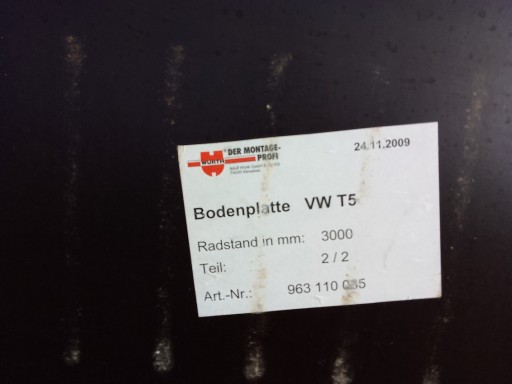 WÜRTH
DER MONTAGE-
PROFI
24.11.2009
Bodenplatte VW T5
Radstand in mm: 3000
Teil: 2 / 2
Art.-Nr.: 963 110 035